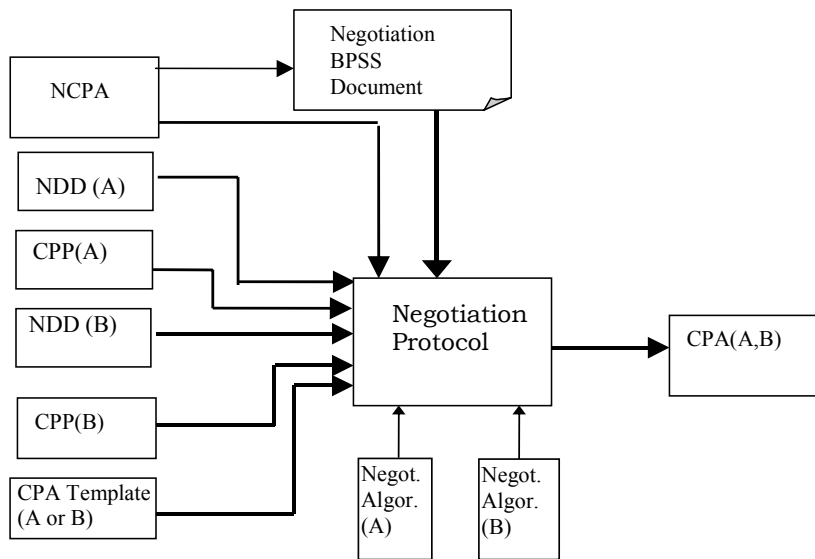 Negotiation
BPSS
Document
NCPA
NDD (A)
CPP(A)
NDD (B)
CPP(B)
CPA Template
(A or B)
Negotiation
Protocol
CPA(A,B)
Negot.
Algor.
(A)
Negot.
Algor.
(B)